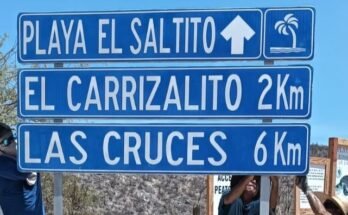 PLAYA EL SALTITO
EL CARRIZALITO 2Km
LAS CRUCES 6Km